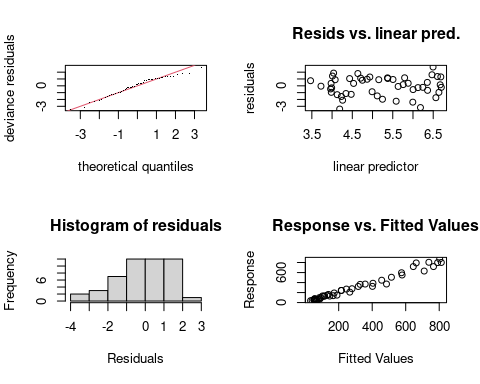 deviance residuals
-3 0
-3 -1 1 2 3
theoretical quantiles
Resids vs. linear pred.
residuals
-3 0
3.5 4.5 5.5 6.5
linear predictor
Histogram of residuals
Frequency
0 6
-4 -2 0 1 2 3
Residuals
Response vs. Fitted Values
Response
0 600
200 400 600 800
Fitted Values